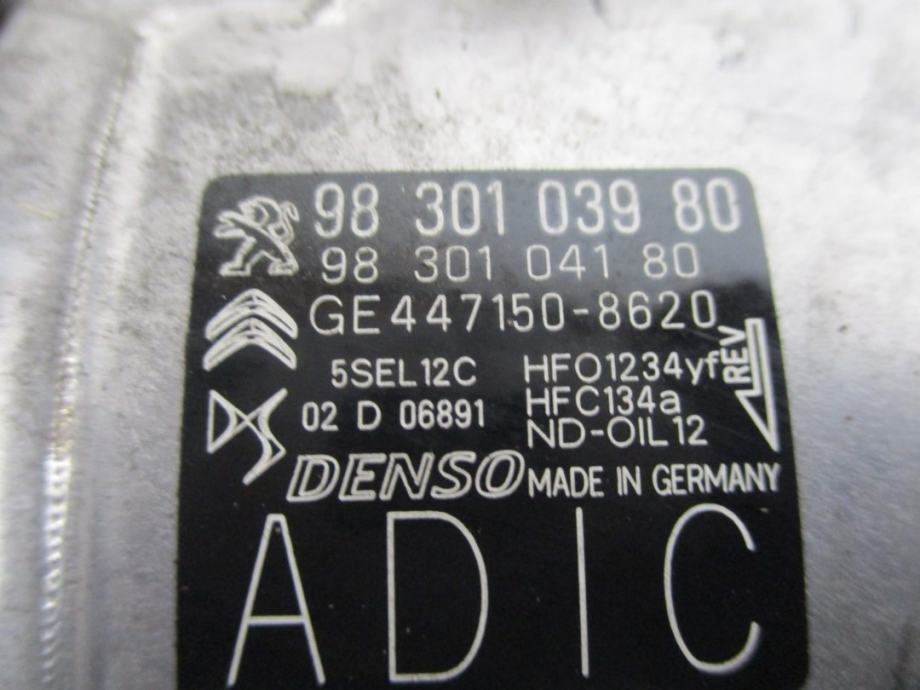 98 301 039 80
98 301 041 80
GE447150-8620
5SEL12C
HFO1234yf
REV
HFC134a
02 D 06891
ND-OIL12
DENSO MADE IN GERMANY
ADIC